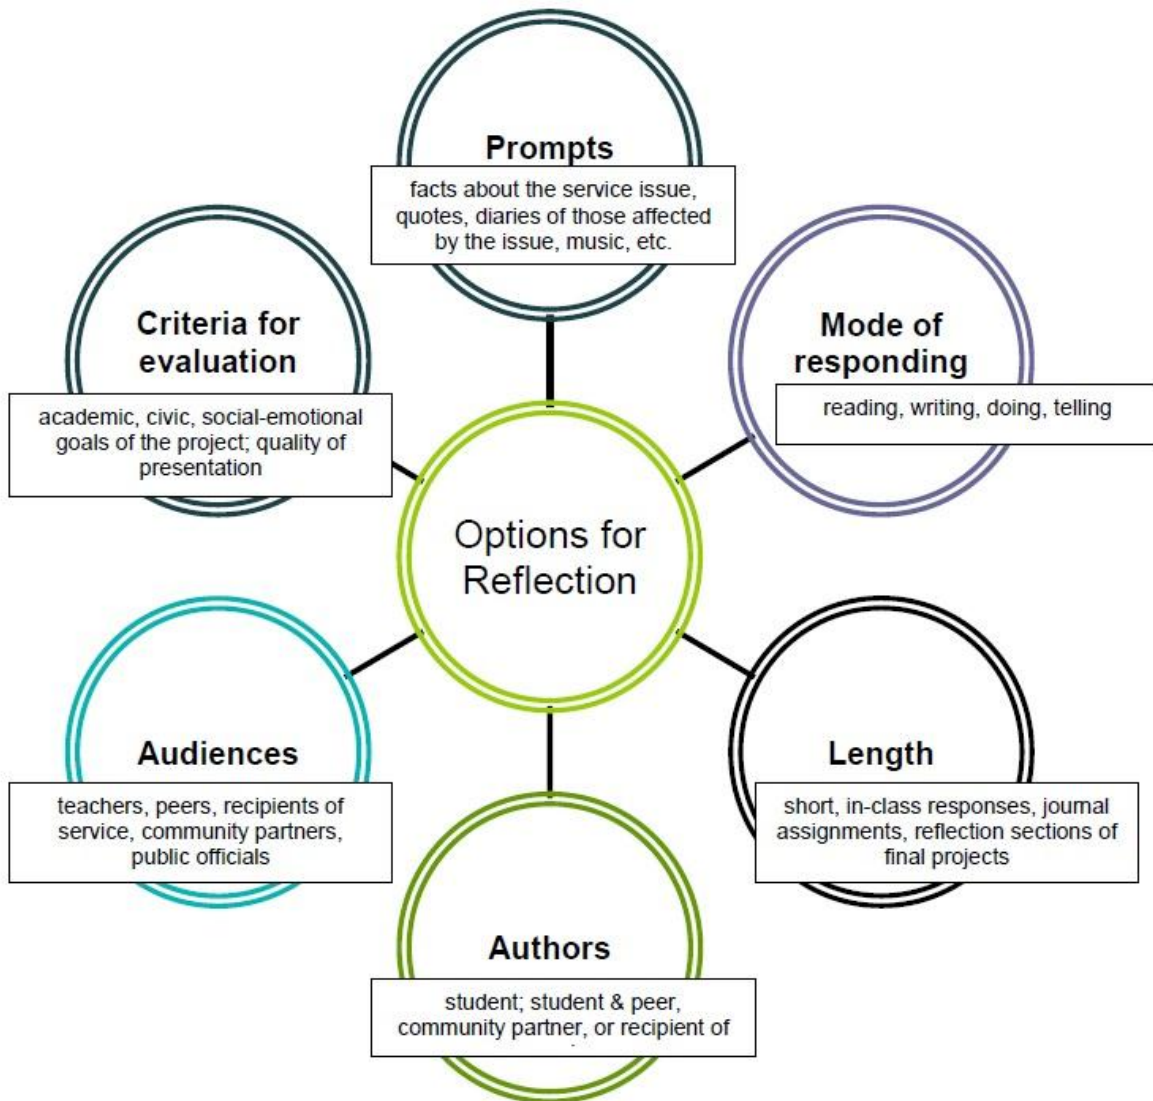 Prompts
facts about the service issue,
quotes, diaries of those affected
by the issue, music, etc.
Mode of
responding
reading, writing, doing, telling
Length
short, in-class responses, journal
assignments, reflection sections of
final projects
Authors
student; student & peer,
community partner, or recipient of
Audiences
teachers, peers, recipients of
service, community partners,
public officials
Criteria for
evaluation
academic, civic, social-emotional
goals of the project; quality of
presentation
Options for
Reflection